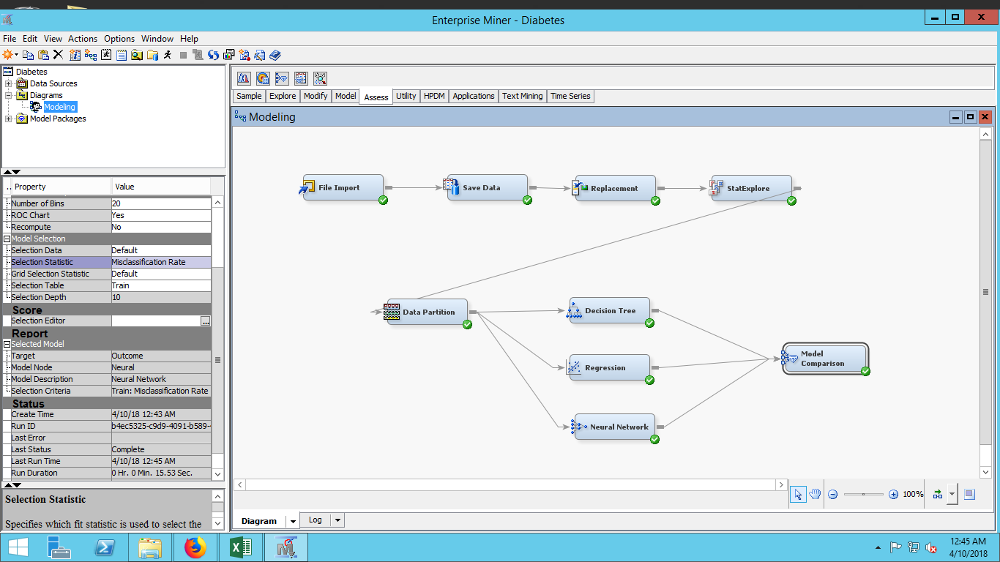 Enterprise Miner - Diabetes
File Edit View Actions Options Window Help
Diabetes
Data Sources
Diagrams
Modeling
Model Packages
.. Property Value
Number of Bins 20
ROC Chart Yes
Recompute No
Model Selection
Selection Data Default
Selection Statistic Misclassification Rate
Grid Selection Statistic Default
Selection Table Train
Selection Depth 10
Score
Selection Editor ...
Report
Selected Model
Target Outcome
Model Node Neural
Model Description Neural Network
Selection Criteria Train: Misclassification Rate
Status
Create Time 4/10/18 12:43 AM
Run ID b4ec5325-c9d9-4091-b589-
Last Error
Last Status Complete
Last Run Time 4/10/18 12:45 AM
Run Duration 0 Hr. 0 Min. 15.53 Sec.
Selection Statistic
Specifies which fit statistic is used to select the
Sample Explore Modify Model Assess Utility HPDM Applications Text Mining Time Series
Modeling
File Import Save Data Replacement StatExplore
Data Partition
Decision Tree
Regression
Neural Network
Model
Comparison
100%
Diagram Log
12:45 AM
4/10/2018